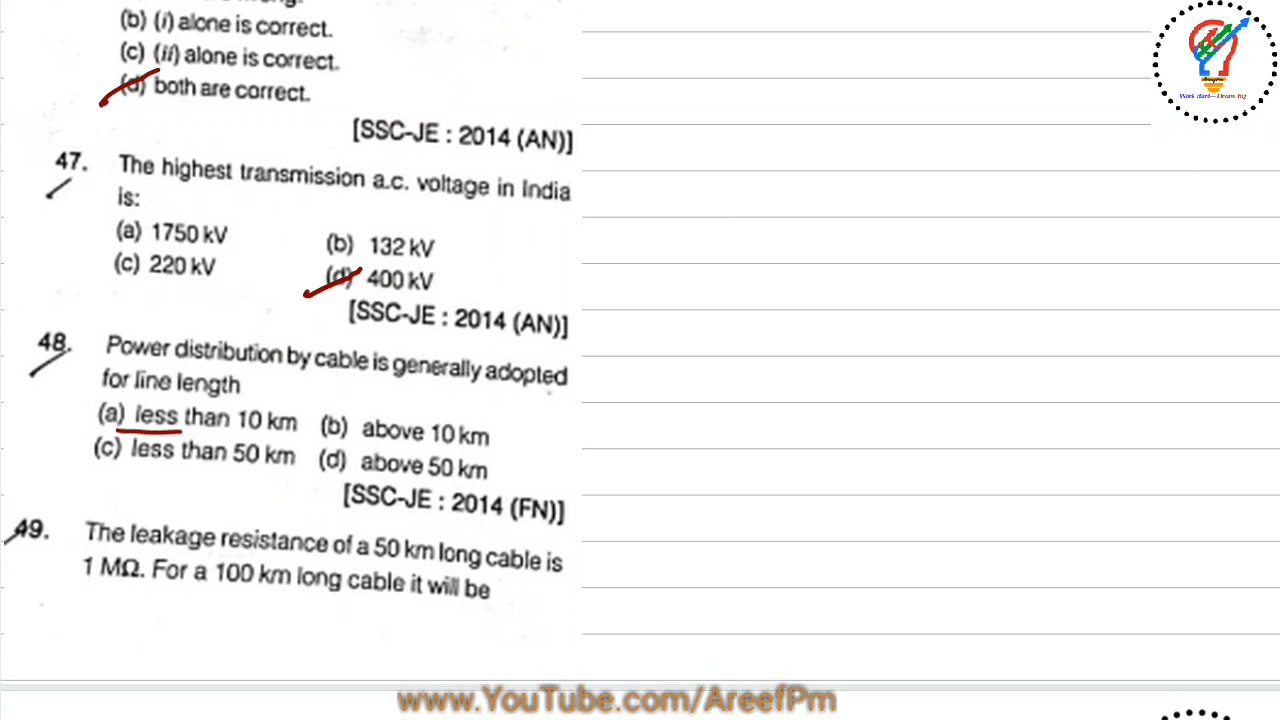 (b) (i) alone is correct.
(c) (ii) alone is correct.
(d) both are correct.
[SSC-JE : 2014 (AN)]
47. The highest transmission a.c. voltage in India
is:
(a) 1750 kV (b) 132 kV
(c) 220 kV (d) 400 kV
[SSC-JE : 2014 (AN)]
48. Power distribution by cable is generally adopted
for line length
(a) less than 10 km (b) above 10 km
(c) less than 50 km (d) above 50 km
[SSC-JE : 2014 (FN)]
49. The leakage resistance of a 50 km long cable is
1 MΩ. For a 100 km long cable it will be
www.YouTube.com/AreefPm